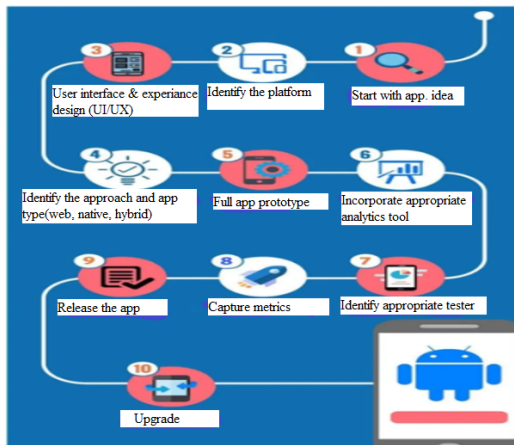 1
Start with app. idea
2
Identify the platform
3
User interface & experiance
design (UI/UX)
4
Identify the approach and app
type(web, native, hybrid)
5
Full app prototype
6
Incorporate appropriate
analytics tool
7
Identify appropriate tester
8
Capture metrics
9
Release the app
10
Upgrade